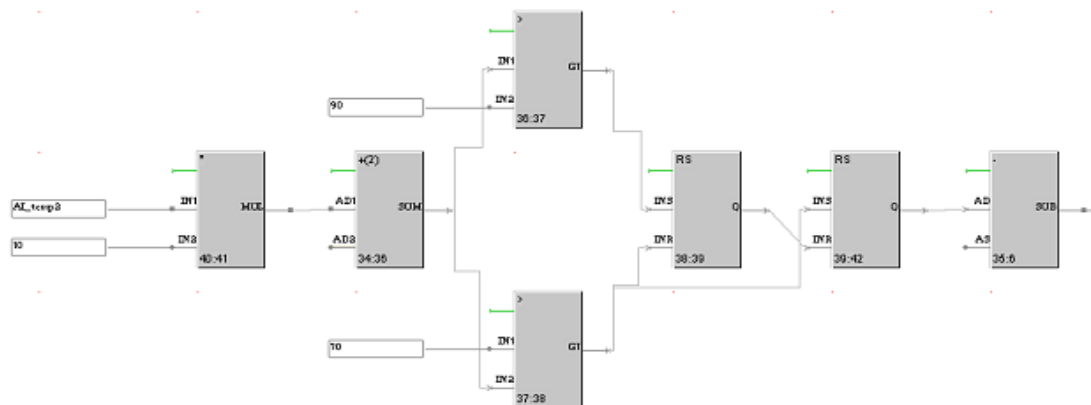 >
IN1
GT
90
IN2
36:37
*
+(2)
RS
RS
-
AI_temp3
IN1
MUL
AD1
SUM
INS
Q
INS
Q
AD
SUB
10
IN2
AD2
INR
INR
AS
40:41
34:36
38:39
39:42
35:6
>
70
IN1
GT
IN2
37:38